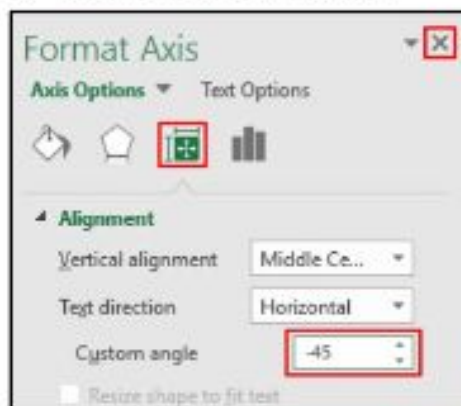 Format Axis
Axis Options Text Options
Alignment
Vertical alignment Middle Ce...
Text direction Horizontal
Custom angle -45
Resize shape to fit text